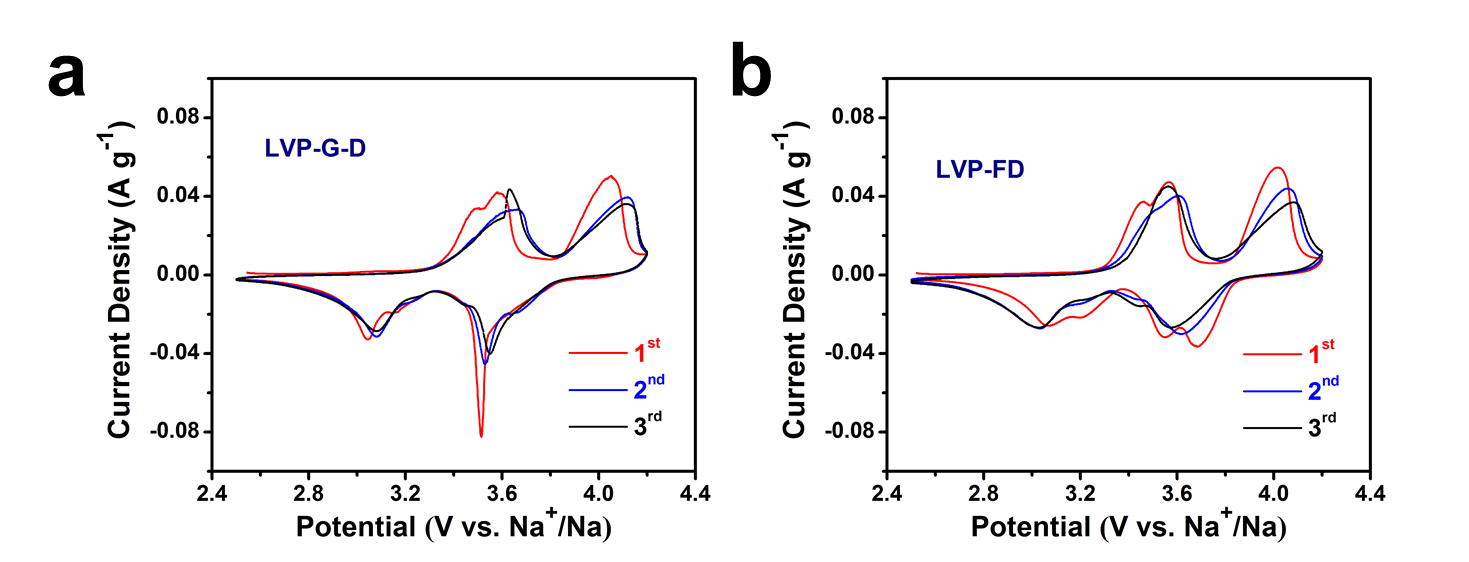 a
LVP-G-D
0.08
0.04
0.00
-0.04
-0.08
Current Density (A g⁻¹)
1ˢᵗ
2ⁿᵈ
3ʳᵈ
2.4 2.8 3.2 3.6 4.0 4.4
Potential (V vs. Na⁺/Na)
b
LVP-FD
0.08
0.04
0.00
-0.04
-0.08
Current Density (A g⁻¹)
1ˢᵗ
2ⁿᵈ
3ʳᵈ
2.4 2.8 3.2 3.6 4.0 4.4
Potential (V vs. Na⁺/Na)